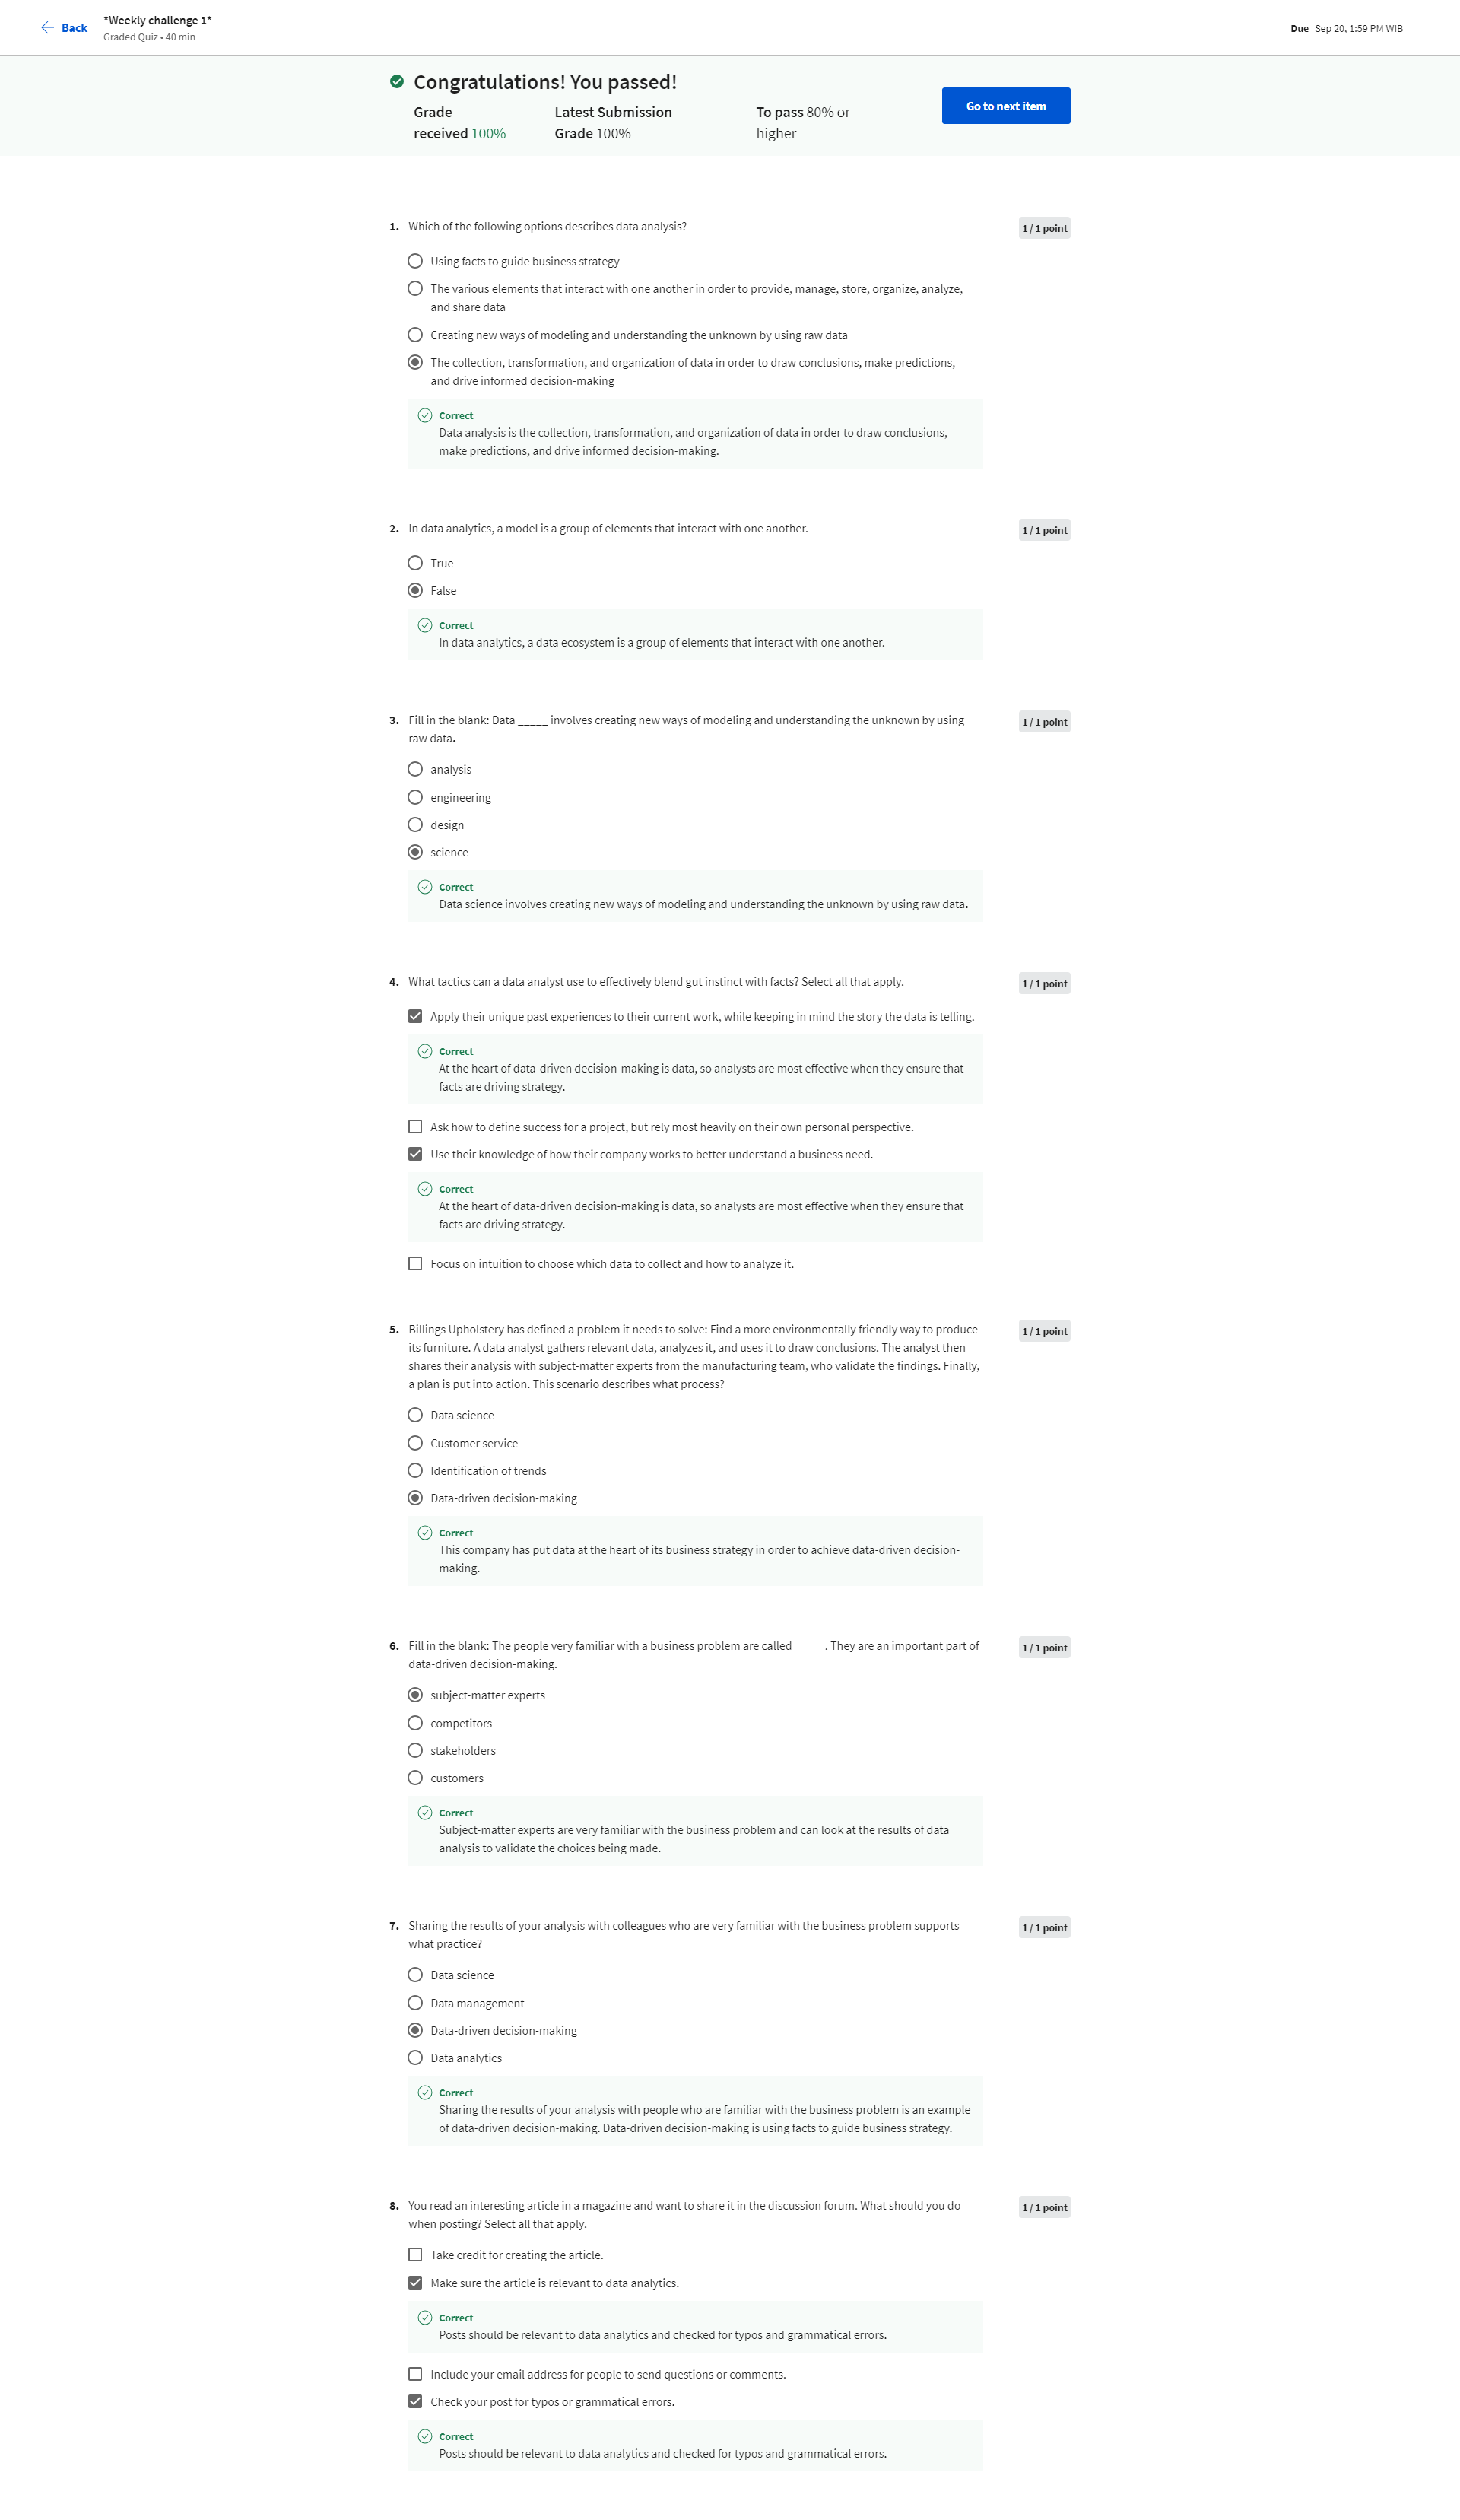 Back
*Weekly challenge 1*
Graded Quiz • 40 min
Due Sep 20, 1:59 PM WIB
Congratulations! You passed!
Grade
received 100%
Latest Submission
Grade 100%
To pass 80% or
higher
Go to next item
1. Which of the following options describes data analysis?
1 / 1 point
Using facts to guide business strategy
The various elements that interact with one another in order to provide, manage, store, organize, analyze,
and share data
Creating new ways of modeling and understanding the unknown by using raw data
The collection, transformation, and organization of data in order to draw conclusions, make predictions,
and drive informed decision-making
Correct
Data analysis is the collection, transformation, and organization of data in order to draw conclusions,
make predictions, and drive informed decision-making.
2. In data analytics, a model is a group of elements that interact with one another.
1 / 1 point
True
False
Correct
In data analytics, a data ecosystem is a group of elements that interact with one another.
3. Fill in the blank: Data _____ involves creating new ways of modeling and understanding the unknown by using
raw data.
1 / 1 point
analysis
engineering
design
science
Correct
Data science involves creating new ways of modeling and understanding the unknown by using raw data.
4. What tactics can a data analyst use to effectively blend gut instinct with facts? Select all that apply.
1 / 1 point
Apply their unique past experiences to their current work, while keeping in mind the story the data is telling.
Correct
At the heart of data-driven decision-making is data, so analysts are most effective when they ensure that
facts are driving strategy.
Ask how to define success for a project, but rely most heavily on their own personal perspective.
Use their knowledge of how their company works to better understand a business need.
Correct
At the heart of data-driven decision-making is data, so analysts are most effective when they ensure that
facts are driving strategy.
Focus on intuition to choose which data to collect and how to analyze it.
5. Billings Upholstery has defined a problem it needs to solve: Find a more environmentally friendly way to produce
its furniture. A data analyst gathers relevant data, analyzes it, and uses it to draw conclusions. The analyst then
shares their analysis with subject-matter experts from the manufacturing team, who validate the findings. Finally,
a plan is put into action. This scenario describes what process?
1 / 1 point
Data science
Customer service
Identification of trends
Data-driven decision-making
Correct
This company has put data at the heart of its business strategy in order to achieve data-driven decision-
making.
6. Fill in the blank: The people very familiar with a business problem are called _____. They are an important part of
data-driven decision-making.
1 / 1 point
subject-matter experts
competitors
stakeholders
customers
Correct
Subject-matter experts are very familiar with the business problem and can look at the results of data
analysis to validate the choices being made.
7. Sharing the results of your analysis with colleagues who are very familiar with the business problem supports
what practice?
1 / 1 point
Data science
Data management
Data-driven decision-making
Data analytics
Correct
Sharing the results of your analysis with people who are familiar with the business problem is an example
of data-driven decision-making. Data-driven decision-making is using facts to guide business strategy.
8. You read an interesting article in a magazine and want to share it in the discussion forum. What should you do
when posting? Select all that apply.
1 / 1 point
Take credit for creating the article.
Make sure the article is relevant to data analytics.
Correct
Posts should be relevant to data analytics and checked for typos and grammatical errors.
Include your email address for people to send questions or comments.
Check your post for typos or grammatical errors.
Correct
Posts should be relevant to data analytics and checked for typos and grammatical errors.